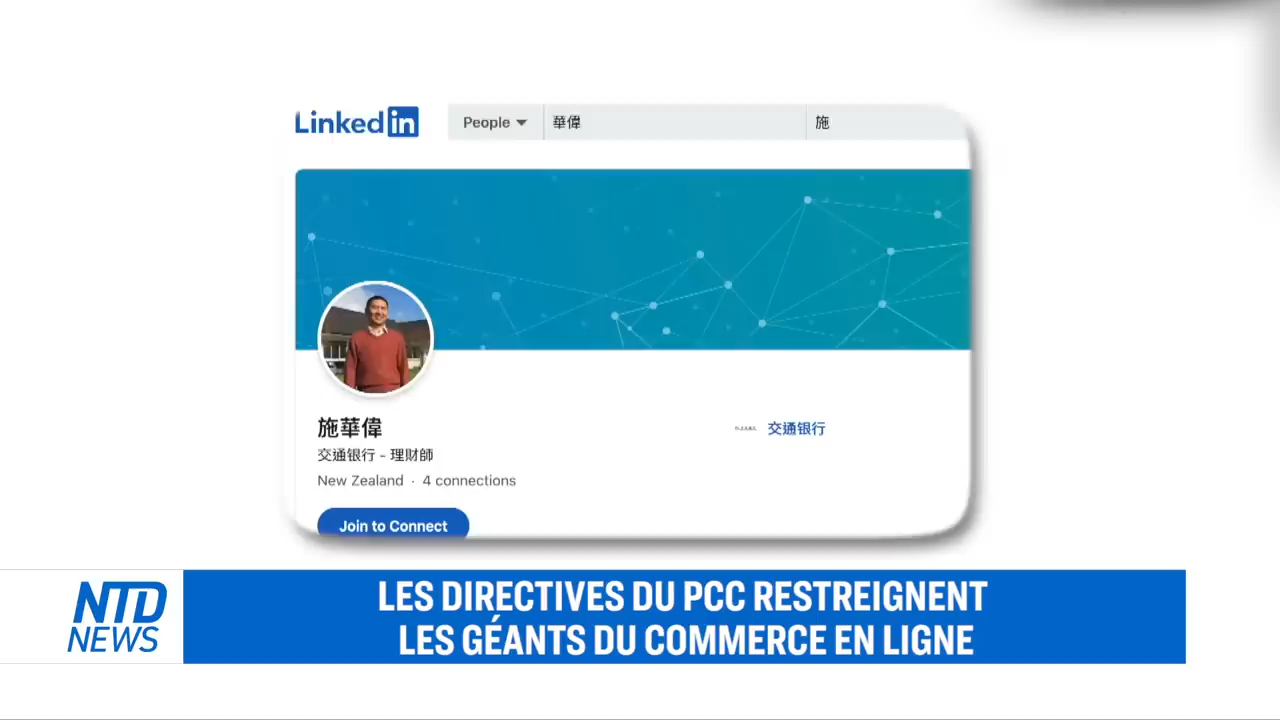 LinkedIn People 華偉 施
施華偉
交通银行
交通银行 - 理財師
New Zealand · 4 connections
Join to Connect
NTD
NEWS
LES DIRECTIVES DU PCC RESTREIGNENT
LES GÉANTS DU COMMERCE EN LIGNE